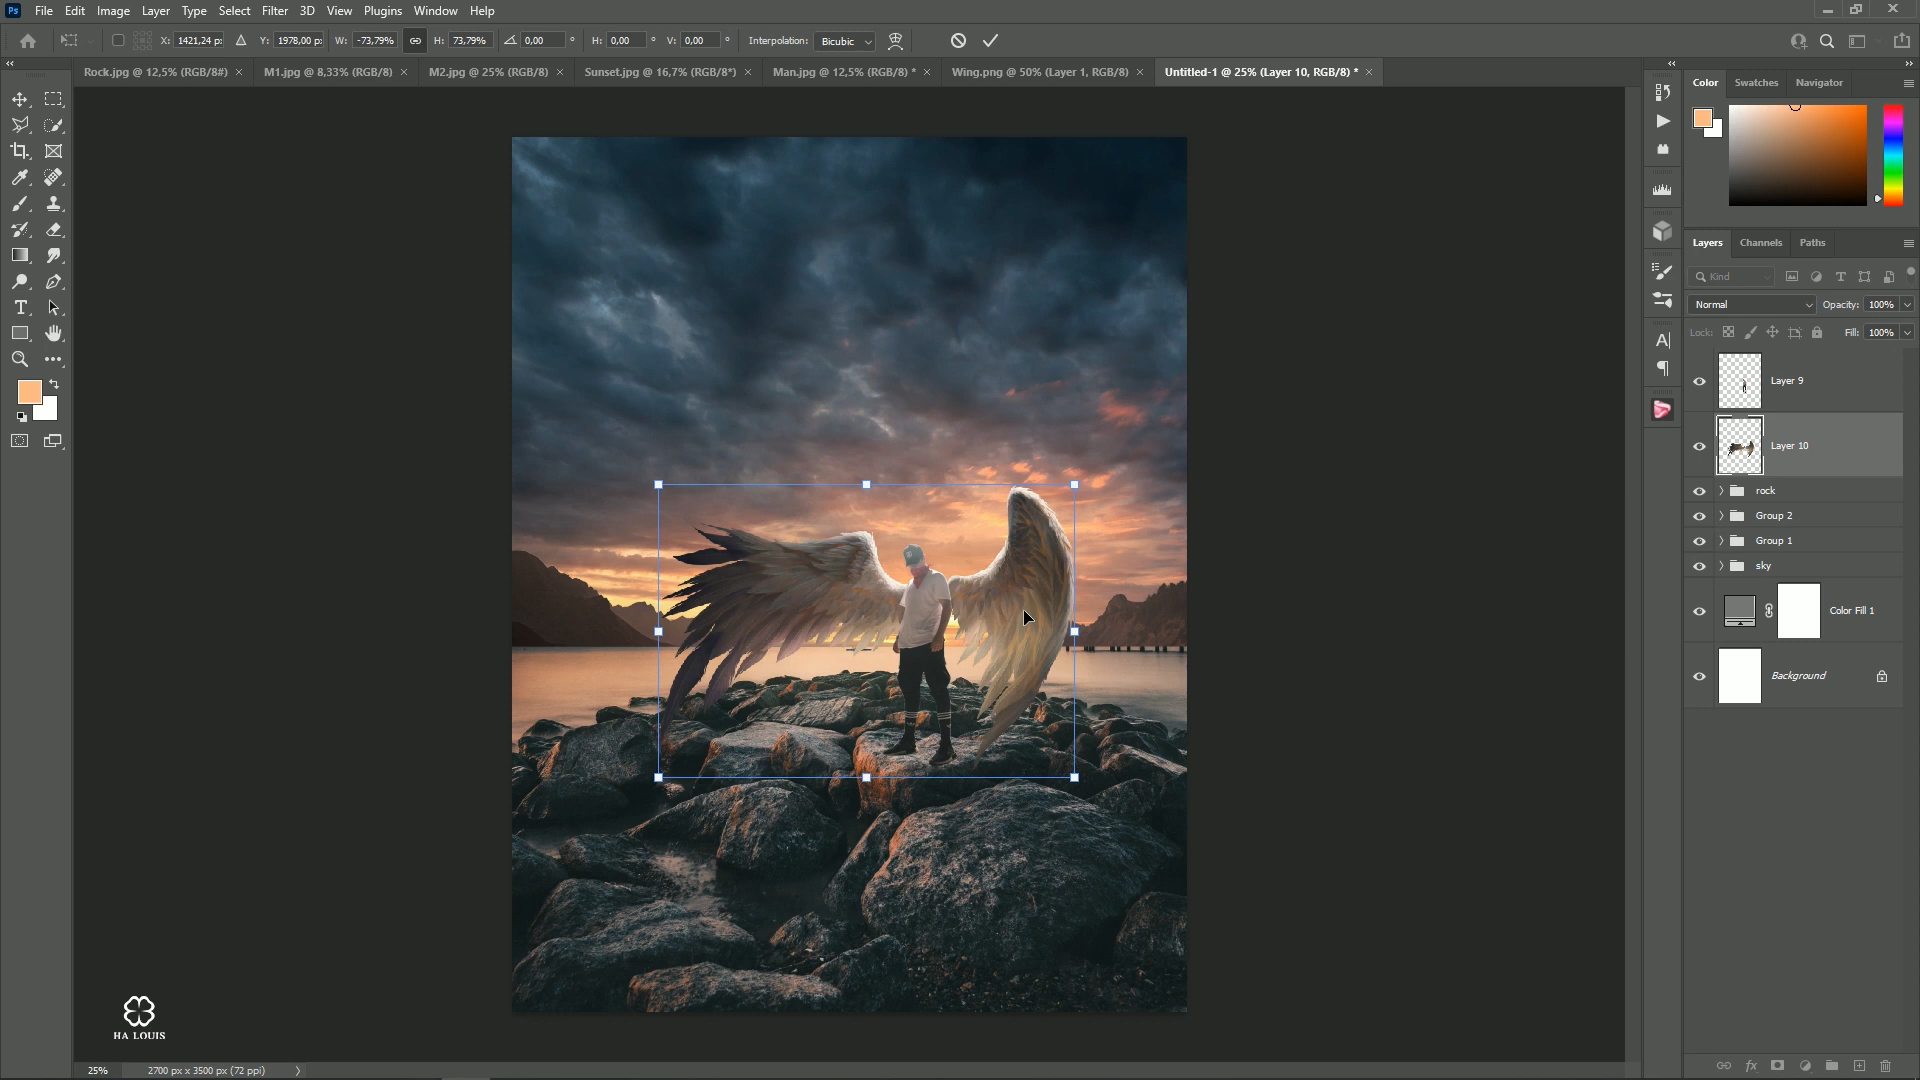 Ps File Edit Image Layer Type Select Filter 3D View Plugins Window Help
X: 1421,24 p: Y: 1978,00 p: W: -73,79% H: 73,79% 0,00 ° H: 0,00 ° V: 0,00 ° Interpolation: Bicubic
Rock.jpg @ 12,5% (RGB/8#) × M1.jpg @ 8,33% (RGB/8) × M2.jpg @ 25% (RGB/8) × Sunset.jpg @ 16,7% (RGB/8*) × Man.jpg @ 12,5% (RGB/8) * × Wing.png @ 50% (Layer 1, RGB/8) × Untitled-1 @ 25% (Layer 10, RGB/8) * ×
Color Swatches Navigator
Layers Channels Paths
Kind
Normal Opacity: 100%
Lock: Fill: 100%
Layer 9
Layer 10
rock
Group 2
Group 1
sky
Color Fill 1
Background
HA LOUIS
25% 2700 px x 3500 px (72 ppi)